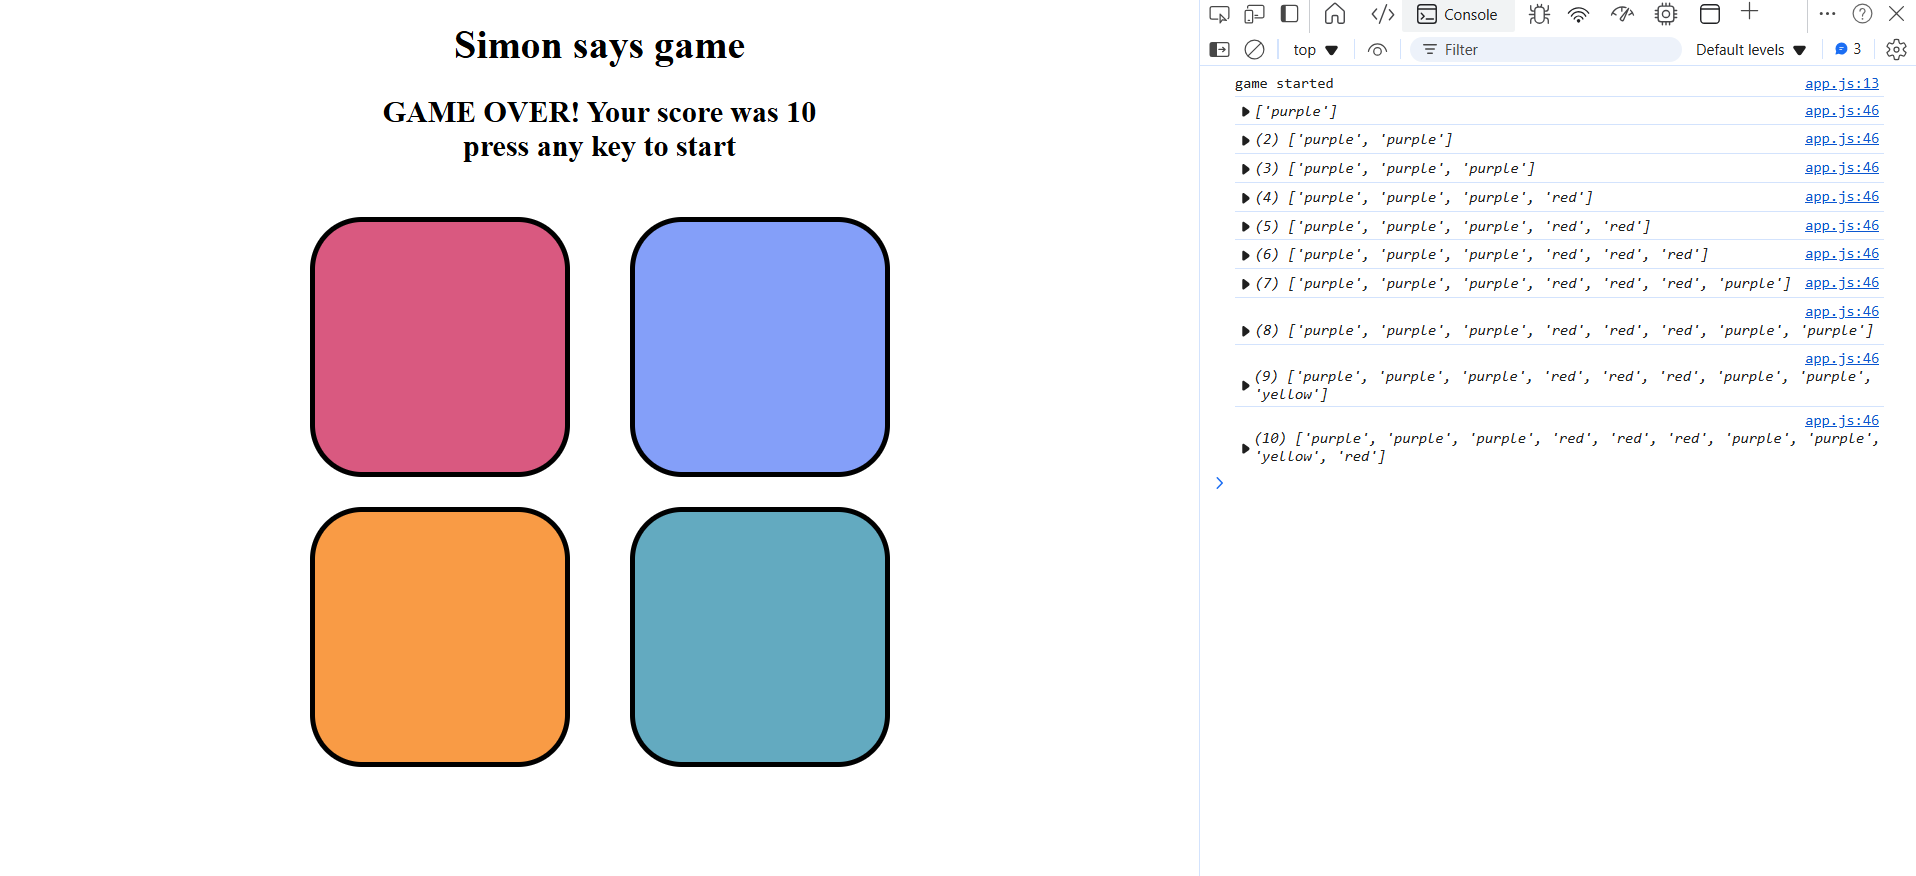 Simon says game
GAME OVER! Your score was 10
press any key to start
Console
top
Filter
Default levels
3
game started app.js:13
['purple'] app.js:46
(2) ['purple', 'purple'] app.js:46
(3) ['purple', 'purple', 'purple'] app.js:46
(4) ['purple', 'purple', 'purple', 'red'] app.js:46
(5) ['purple', 'purple', 'purple', 'red', 'red'] app.js:46
(6) ['purple', 'purple', 'purple', 'red', 'red', 'red'] app.js:46
(7) ['purple', 'purple', 'purple', 'red', 'red', 'red', 'purple'] app.js:46
app.js:46
(8) ['purple', 'purple', 'purple', 'red', 'red', 'red', 'purple', 'purple']
app.js:46
(9) ['purple', 'purple', 'purple', 'red', 'red', 'red', 'purple', 'purple',
'yellow']
app.js:46
(10) ['purple', 'purple', 'purple', 'red', 'red', 'red', 'purple', 'purple',
'yellow', 'red']